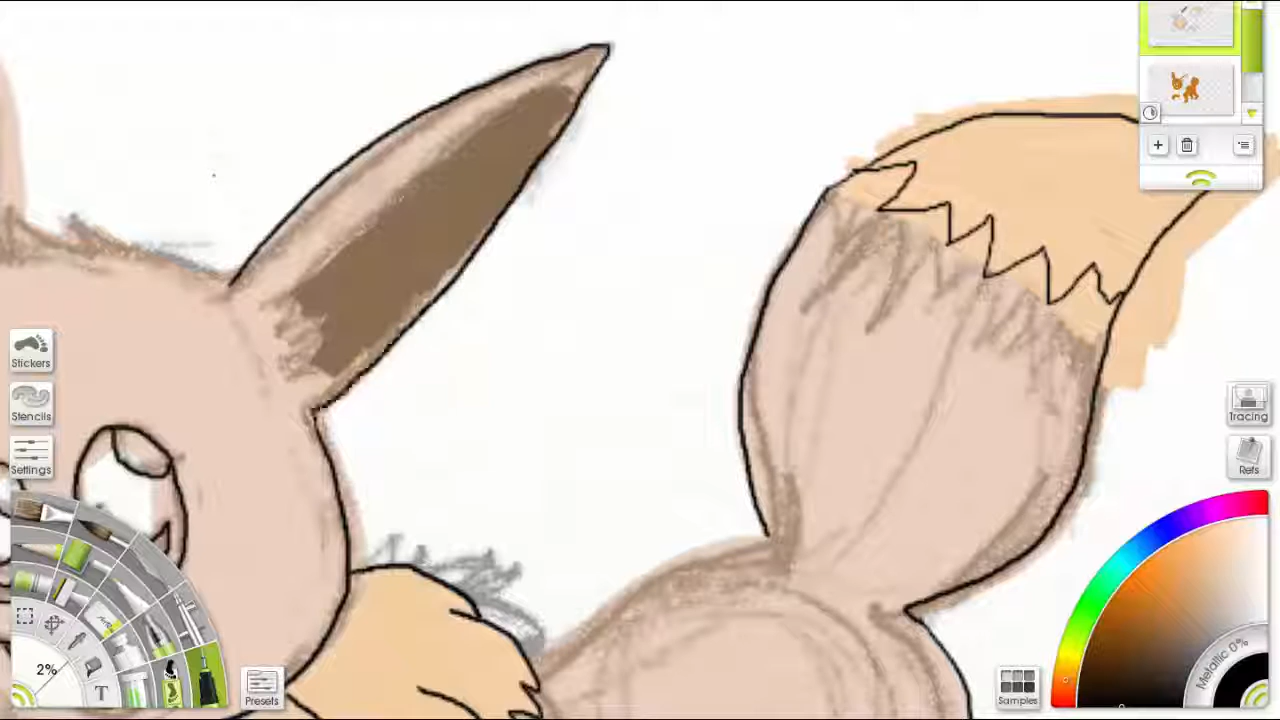 Stickers
Stencils
Settings
2%
T
Presets
Tracing
Refs
Metallic 0%
Samples